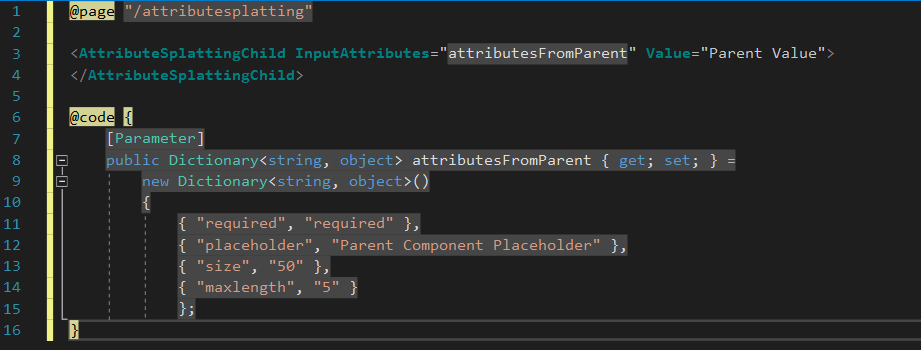 1 @page "/attributesplatting"
2
3 <AttributeSplattingChild InputAttributes="attributesFromParent" Value="Parent Value">
4 </AttributeSplattingChild>
5
6 @code {
7     [Parameter]
8     public Dictionary<string, object> attributesFromParent { get; set; } =
9         new Dictionary<string, object>()
10         {
11             { "required", "required" },
12             { "placeholder", "Parent Component Placeholder" },
13             { "size", "50" },
14             { "maxlength", "5" }
15             };
16 }